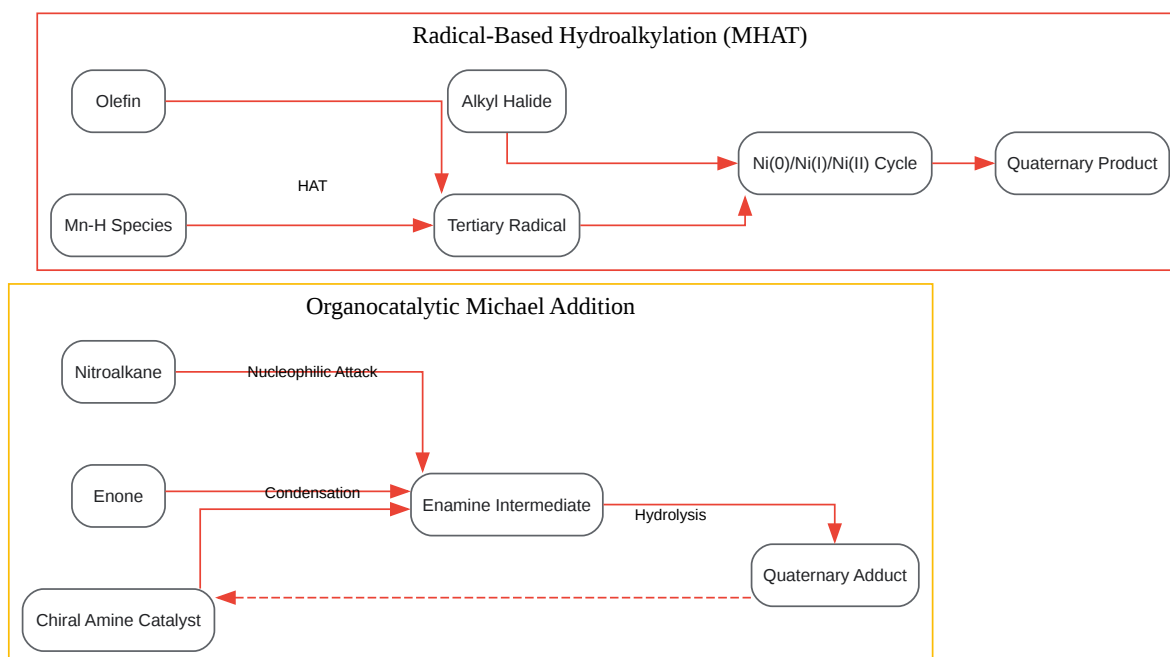 Radical-Based Hydroalkylation (MHAT)
Olefin
Alkyl Halide
Ni(0)/Ni(I)/Ni(II) Cycle
Quaternary Product
HAT
Mn-H Species
Tertiary Radical
Organocatalytic Michael Addition
Nitroalkane
Nucleophilic Attack
Enone
Condensation
Enamine Intermediate
Hydrolysis
Quaternary Adduct
Chiral Amine Catalyst